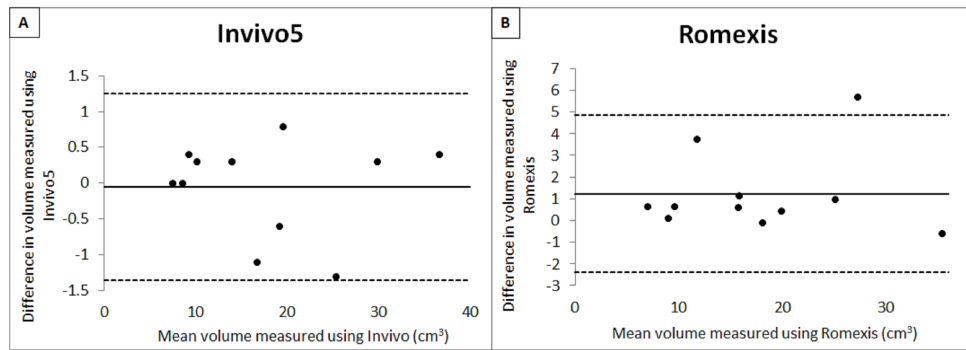 A
Invivo5
Difference in volume measured using
Invivo5
1.5
1
0.5
0
-0.5
-1
-1.5
0
10
20
30
40
Mean volume measured using Invivo (cm³)
B
Romexis
Difference in volume measured using
Romexis
7
6
5
4
3
2
1
0
-1
-2
-3
0
10
20
30
Mean volume measured using Romexis (cm³)